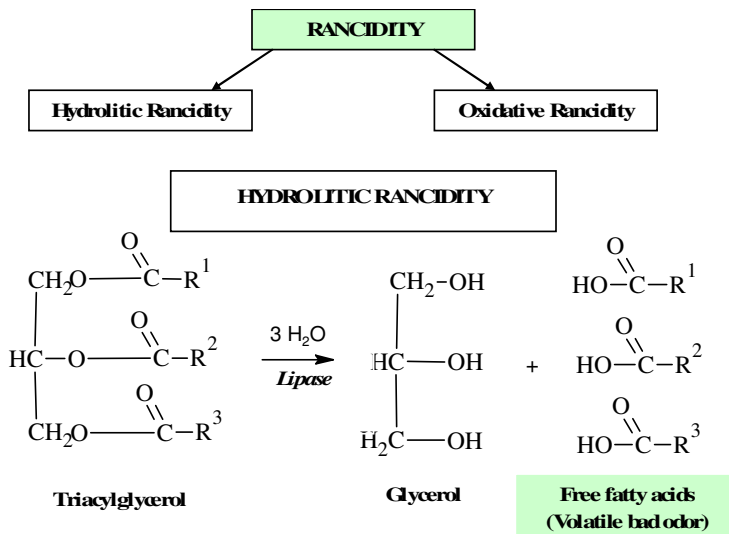 RANCIDITY
Hydrolitic Rancidity
Oxidative Rancidity
HYDROLITIC RANCIDITY
CH₂O—C(=O)—R¹
HC—O—C(=O)—R²
CH₂O—C(=O)—R³
3 H₂O
Lipase
CH₂-OH
HC—OH
H₂C—OH
+
HO—C(=O)—R¹
HO—C(=O)—R²
HO—C(=O)—R³
Triacylglycerol
Glycerol
Free fatty acids
(Volatile bad odor)